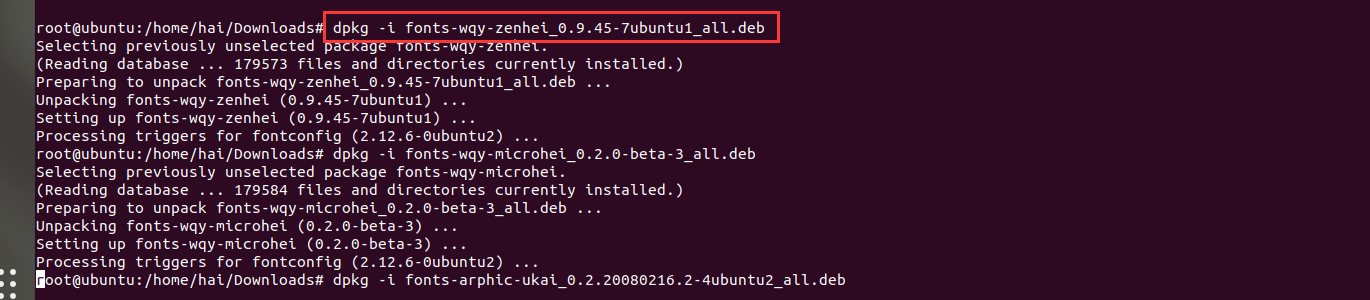 root@ubuntu:/home/hai/Downloads# dpkg -i fonts-wqy-zenhei_0.9.45-7ubuntu1_all.deb
Selecting previously unselected package fonts-wqy-zenhei.
(Reading database ... 179573 files and directories currently installed.)
Preparing to unpack fonts-wqy-zenhei_0.9.45-7ubuntu1_all.deb ...
Unpacking fonts-wqy-zenhei (0.9.45-7ubuntu1) ...
Setting up fonts-wqy-zenhei (0.9.45-7ubuntu1) ...
Processing triggers for fontconfig (2.12.6-0ubuntu2) ...
root@ubuntu:/home/hai/Downloads# dpkg -i fonts-wqy-microhei_0.2.0-beta-3_all.deb
Selecting previously unselected package fonts-wqy-microhei.
(Reading database ... 179584 files and directories currently installed.)
Preparing to unpack fonts-wqy-microhei_0.2.0-beta-3_all.deb ...
Unpacking fonts-wqy-microhei (0.2.0-beta-3) ...
Setting up fonts-wqy-microhei (0.2.0-beta-3) ...
Processing triggers for fontconfig (2.12.6-0ubuntu2) ...
root@ubuntu:/home/hai/Downloads# dpkg -i fonts-arphic-ukai_0.2.20080216.2-4ubuntu2_all.deb